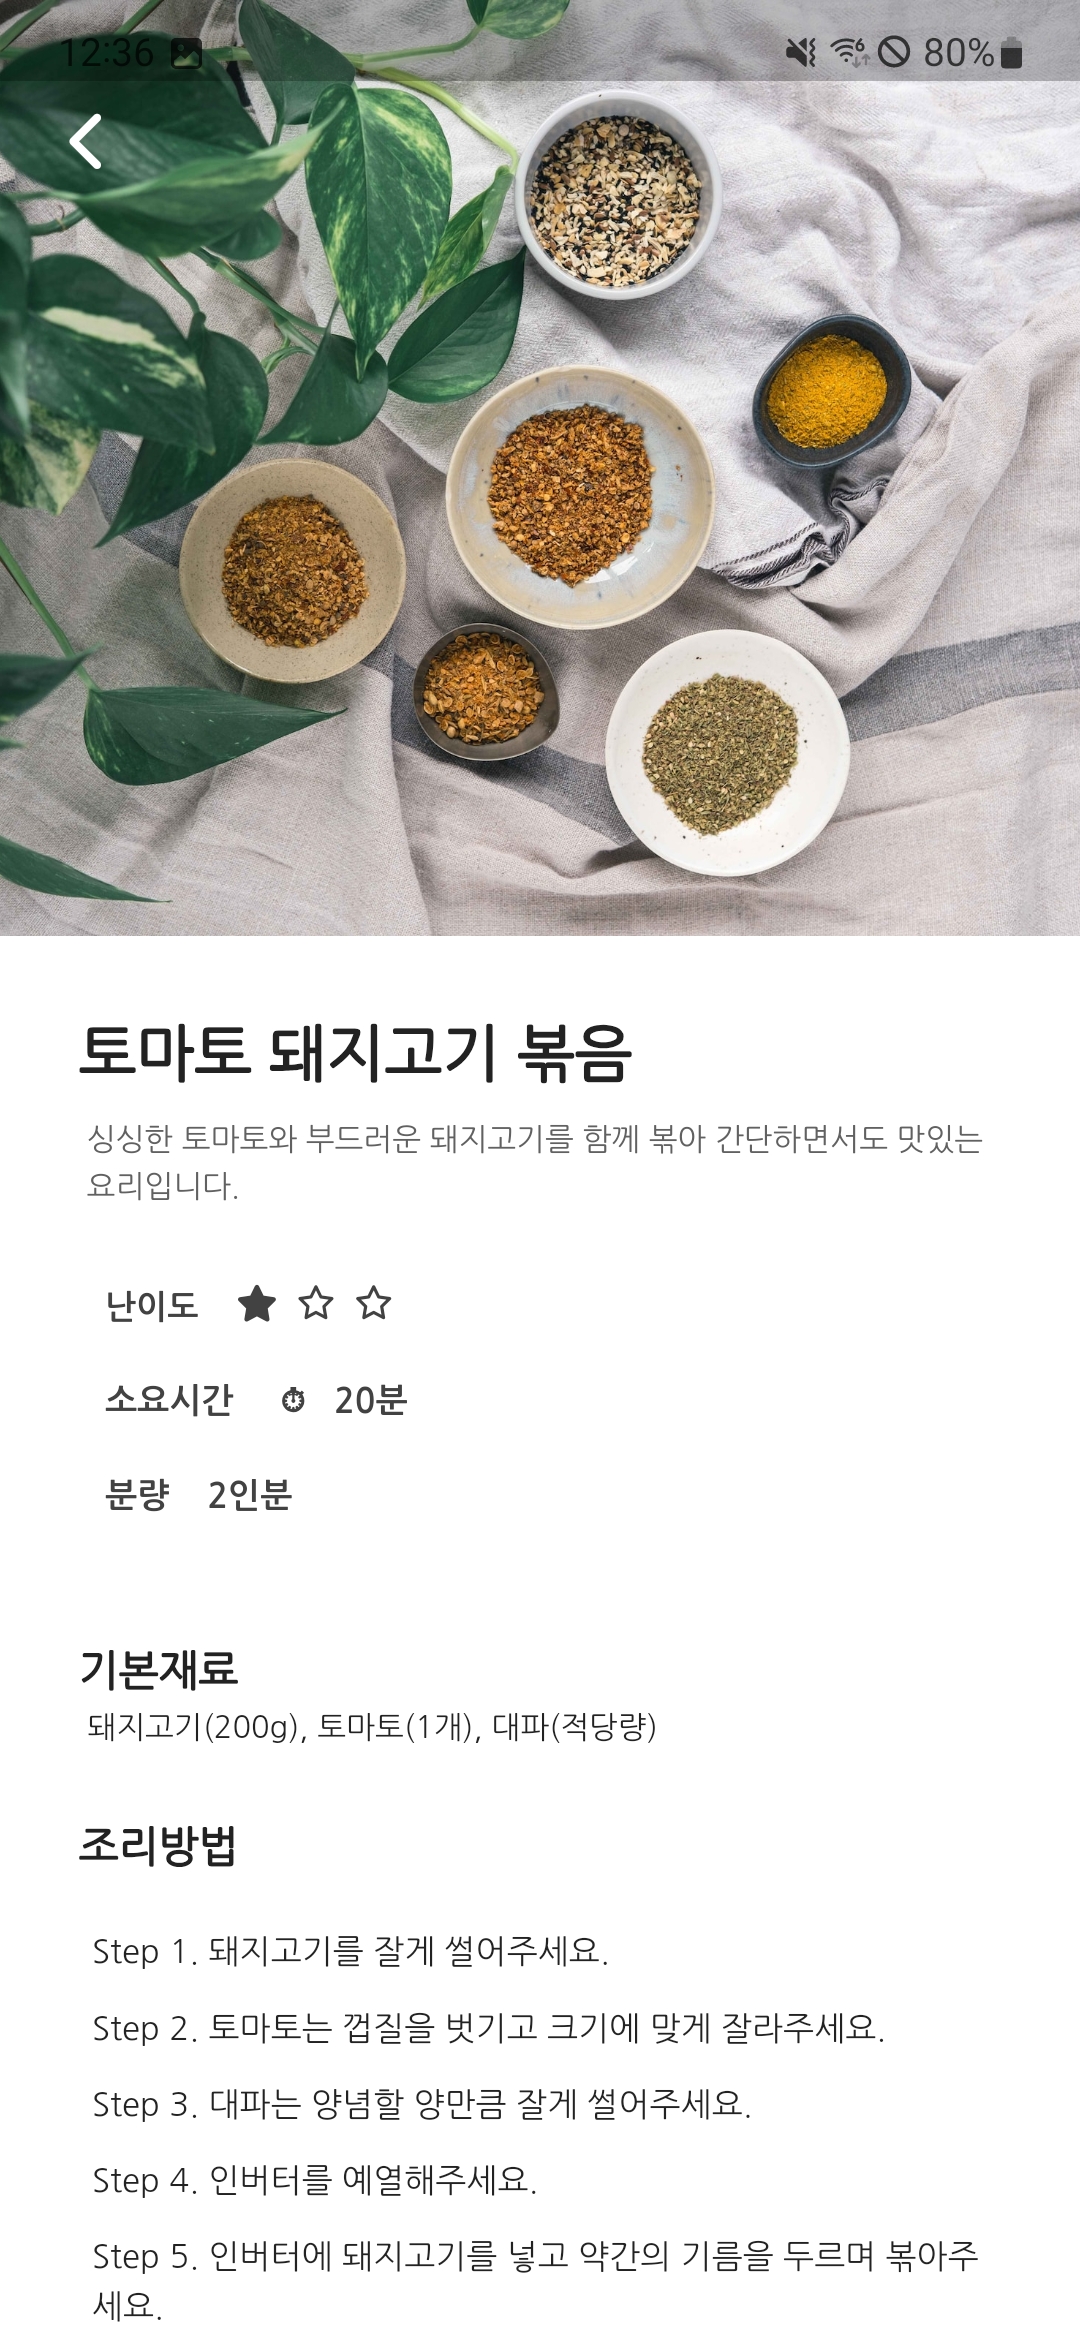 12:36
80%
토마토 돼지고기 볶음
싱싱한 토마토와 부드러운 돼지고기를 함께 볶아 간단하면서도 맛있는
요리입니다.
난이도
소요시간 20분
분량 2인분
기본재료
돼지고기(200g), 토마토(1개), 대파(적당량)
조리방법
Step 1. 돼지고기를 잘게 썰어주세요.
Step 2. 토마토는 껍질을 벗기고 크기에 맞게 잘라주세요.
Step 3. 대파는 양념할 양만큼 잘게 썰어주세요.
Step 4. 인버터를 예열해주세요.
Step 5. 인버터에 돼지고기를 넣고 약간의 기름을 두르며 볶아주
세요.